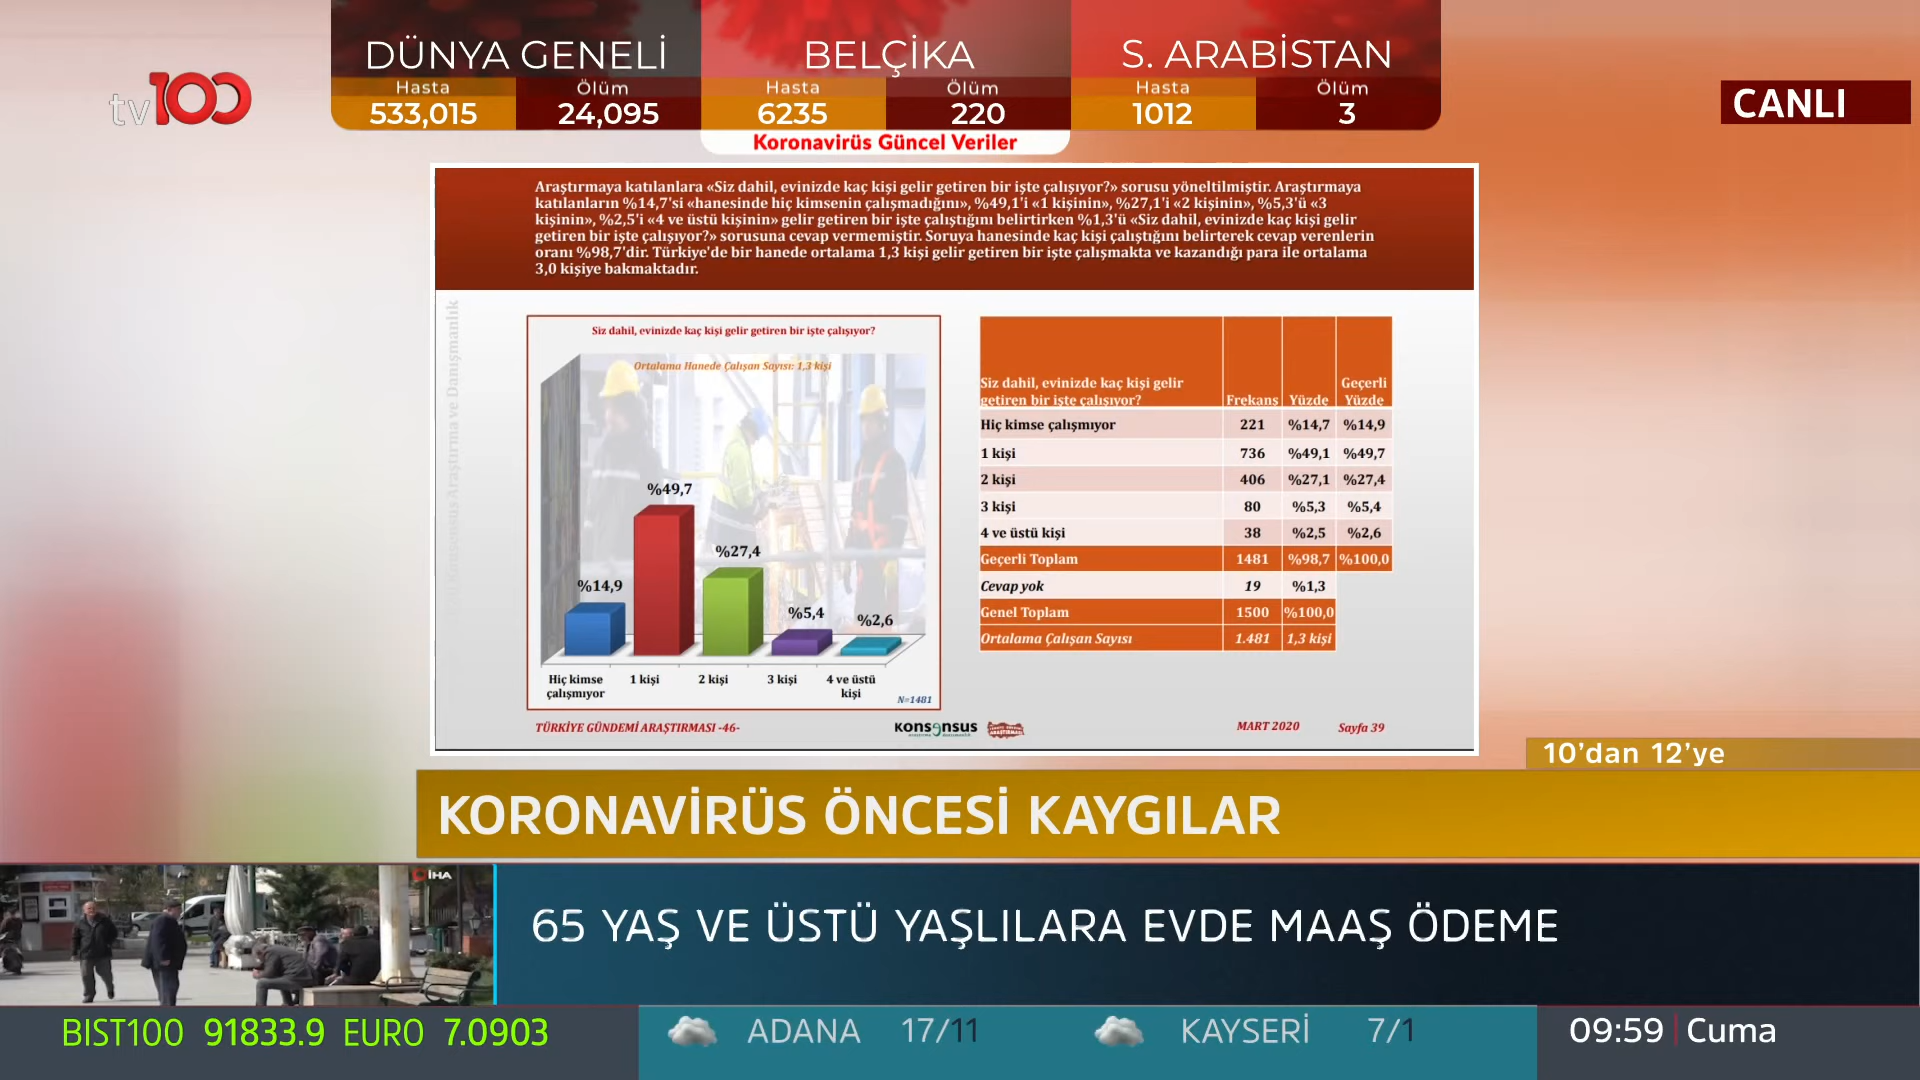 DÜNYA GENELİ
Hasta
533,015
Ölüm
24,095
BELÇİKA
Hasta
6235
Ölüm
220
S. ARABİSTAN
Hasta
1012
Ölüm
3
Koronavirüs Güncel Veriler
tv100
CANLI
Araştırmaya katılanlara «Siz dahil, evinizde kaç kişi gelir getiren bir işte çalışıyor?» sorusu yöneltilmiştir. Araştırmaya
katılanların %14,7'si «hanesinde hiç kimsenin çalışmadığını», %49,1'i «1 kişinin», %27,1'i «2 kişinin», %5,3'ü «3
kişinin», %2,5'i «4 ve üstü kişinin» gelir getiren bir işte çalıştığını belirtirken %1,3'ü «Siz dahil, evinizde kaç kişi gelir
getiren bir işte çalışıyor?» sorusuna cevap vermemiştir. Soruya hanesinde kaç kişi çalıştığını belirterek cevap verenlerin
oranı %98,7'dir. Türkiye'de bir hanede ortalama 1,3 kişi gelir getiren bir işte çalışmakta ve kazandığı para ile ortalama
3,0 kişiye bakmaktadır.
Konsensus Araştırma ve Danışmanlık
Siz dahil, evinizde kaç kişi gelir getiren bir işte çalışıyor?
Ortalama Hanede Çalışan Sayısı: 1,3 kişi
%14,9
%49,7
%27,4
%5,4
%2,6
Hiç kimse
çalışmıyor
1 kişi
2 kişi
3 kişi
4 ve üstü
kişi
N=1481
Siz dahil, evinizde kaç kişi gelir
getiren bir işte çalışıyor? Frekans Yüzde Geçerli Yüzde
Hiç kimse çalışmıyor 221 %14,7 %14,9
1 kişi 736 %49,1 %49,7
2 kişi 406 %27,1 %27,4
3 kişi 80 %5,3 %5,4
4 ve üstü kişi 38 %2,5 %2,6
Geçerli Toplam 1481 %98,7 %100,0
Cevap yok 19 %1,3
Genel Toplam 1500 %100,0
Ortalama Çalışan Sayısı 1.481 1,3 kişi
TÜRKİYE GÜNDEMİ ARAŞTIRMASI -46-
konsensus
MART 2020
Sayfa 39
10'dan 12'ye
KORONAVİRÜS ÖNCESİ KAYGILAR
İHA
65 YAŞ VE ÜSTÜ YAŞLILARA EVDE MAAŞ ÖDEME
BIST100 91833.9 EURO 7.0903
ADANA 17/11
KAYSERİ 7/1
09:59 Cuma